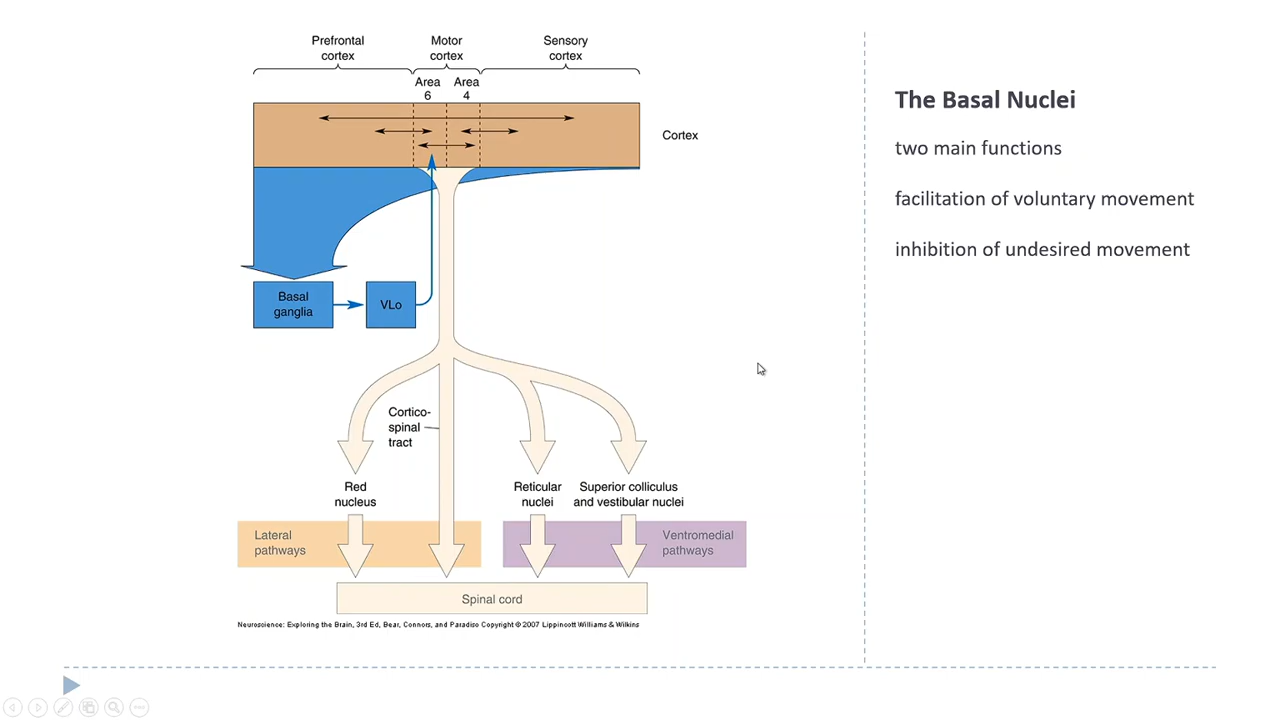 Prefrontal
cortex
Motor
cortex
Sensory
cortex
Area
6
Area
4
Cortex
Basal
ganglia
VLo
Cortico-
spinal
tract
Red
nucleus
Reticular
nuclei
Superior colliculus
and vestibular nuclei
Lateral
pathways
Ventromedial
pathways
Spinal cord
Neuroscience: Exploring the Brain, 3rd Ed, Bear, Connors, and Paradiso Copyright © 2007 Lippincott Williams & Wilkins
The Basal Nuclei
two main functions
facilitation of voluntary movement
inhibition of undesired movement